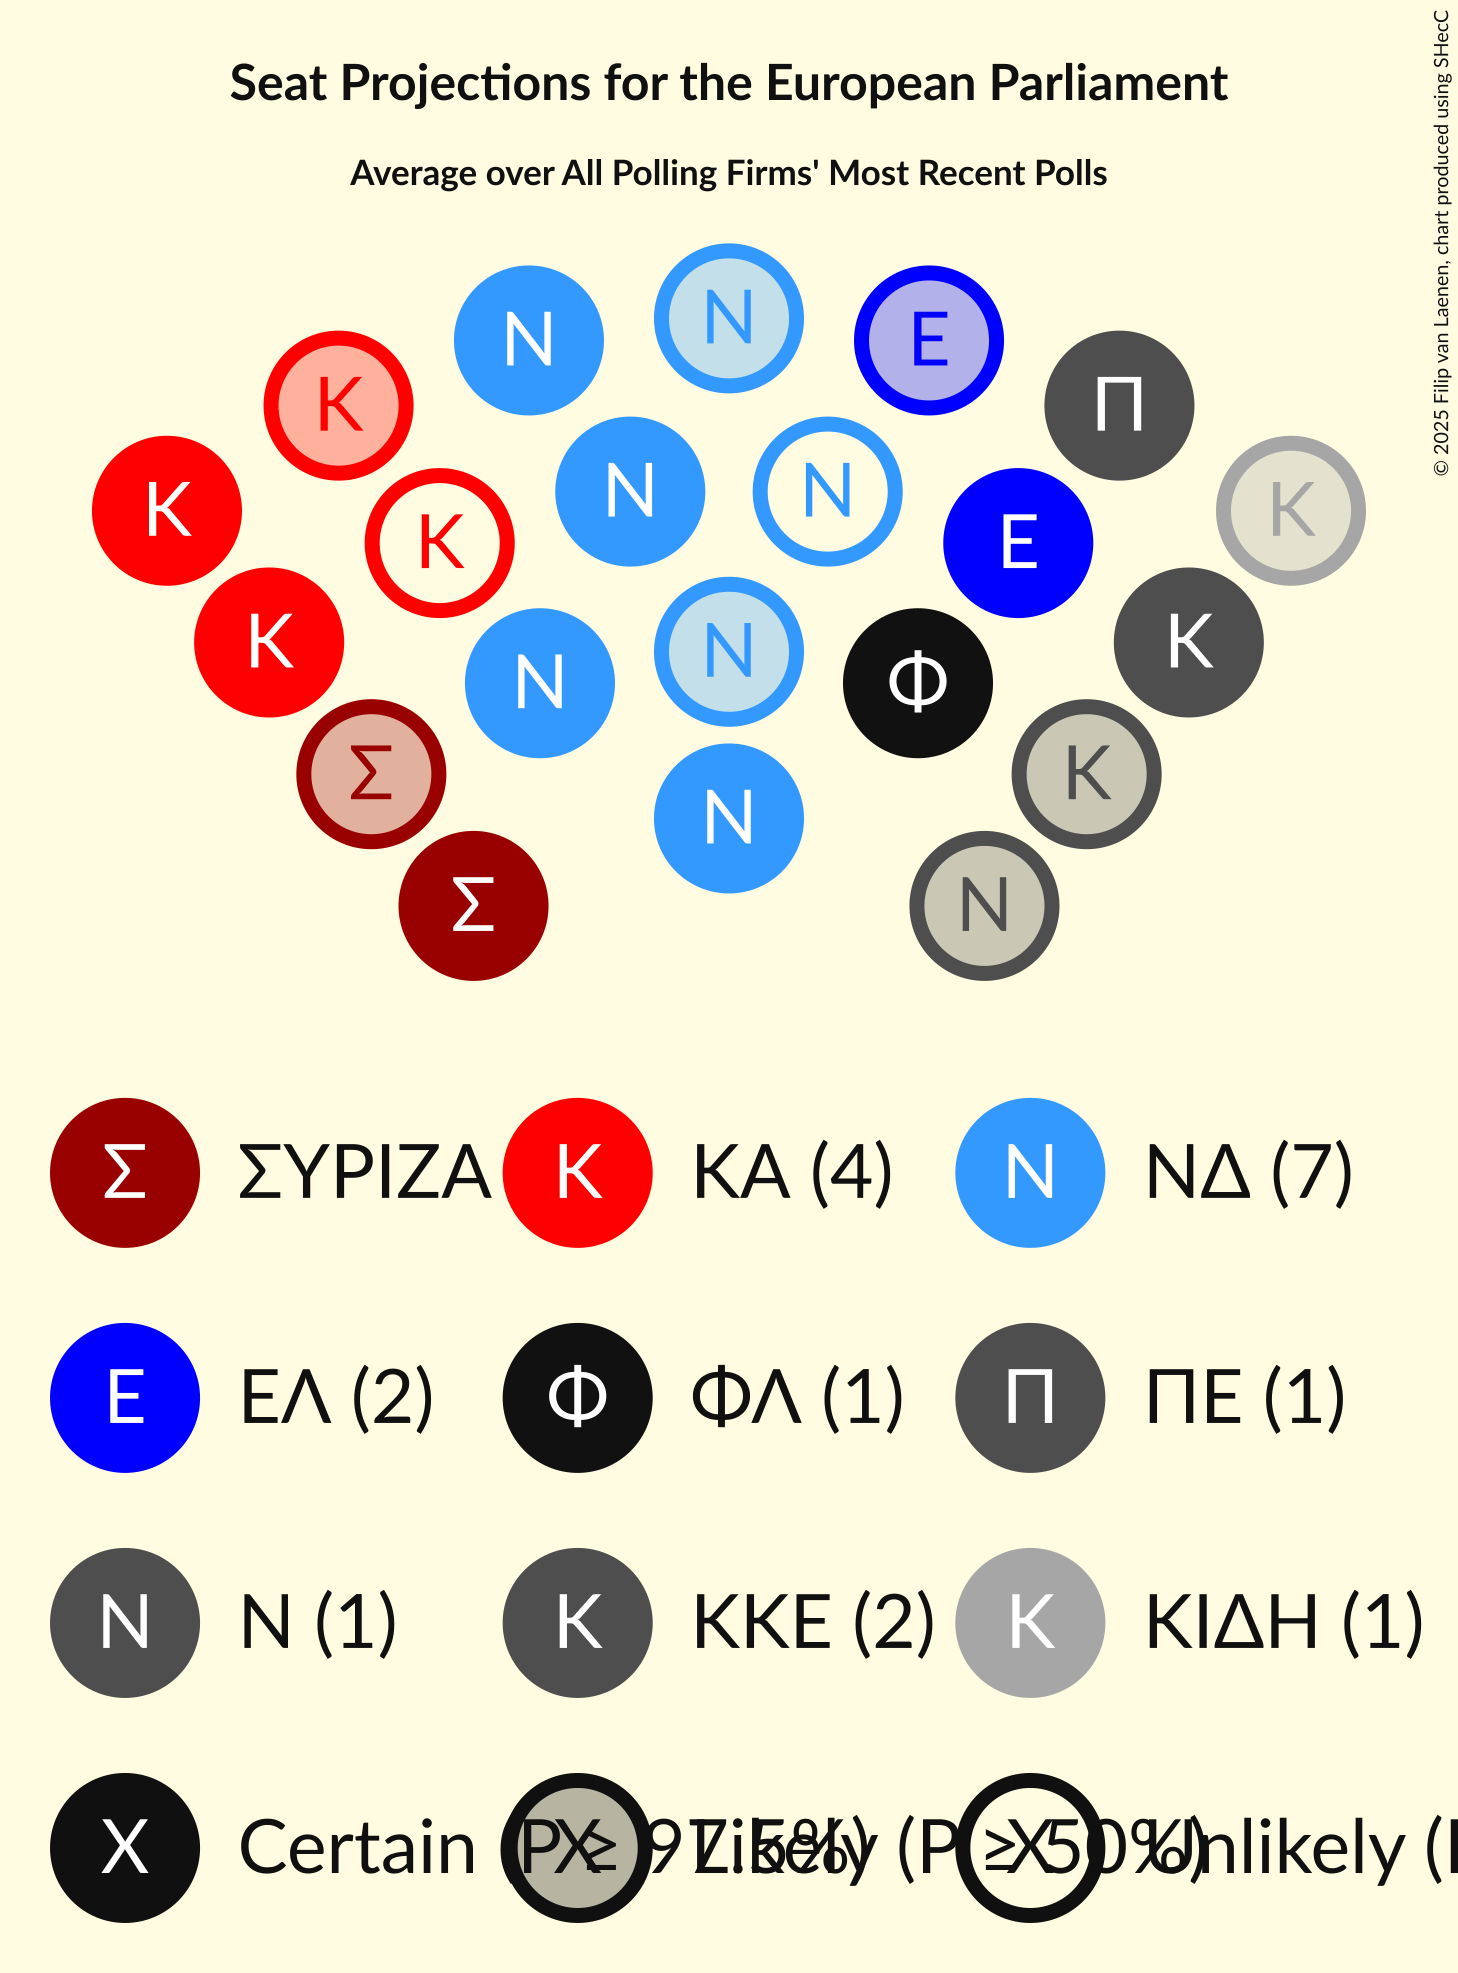 Seat Projections for the European Parliament
Average over All Polling Firms' Most Recent Polls
© 2025 Filip van Laenen, chart produced using SHecC
Ν
Ν Ε
Κ Π
Κ Ν Ν Κ
Κ Ε
Κ Ν Ν Φ Κ
Σ Κ
Ν
Σ Ν
Σ ΣΥΡΙΖΑ Κ ΚΑ (4) Ν ΝΔ (7)
Ε ΕΛ (2) Φ ΦΛ (1) Π ΠΕ (1)
Ν Ν (1) Κ ΚΚΕ (2) Κ ΚΙΔΗ (1)
X Certain (P ≥ 97.5%) X Likely (P ≥ 50%) X Unlikely